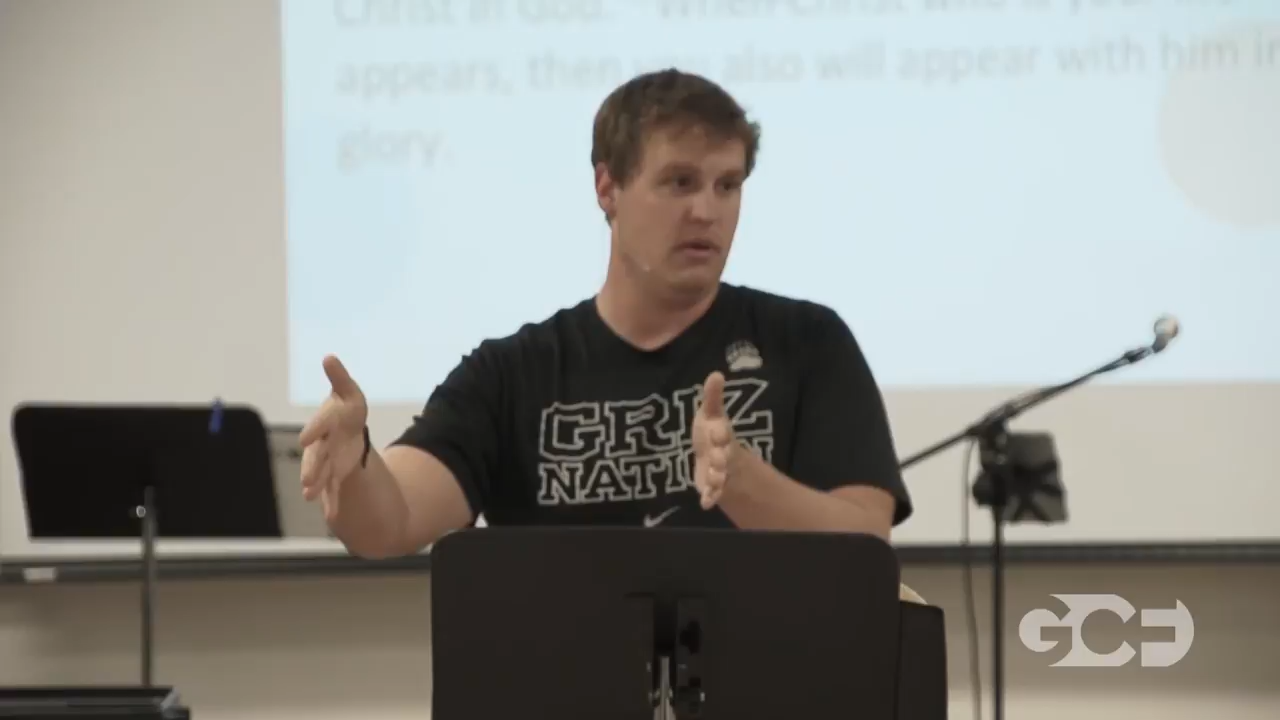 Christ in God. When Christ who is your life
appears, then you also will appear with him in
glory.
GRIZ
NATION
GCF